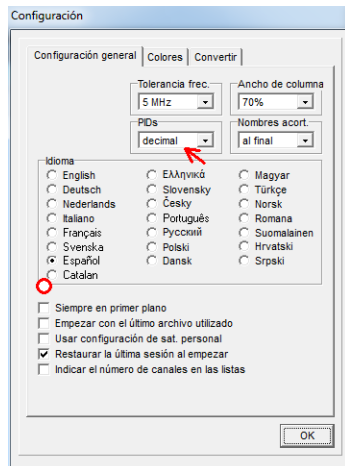 Configuración
Configuración general Colores Convertir
Tolerancia frec. Ancho de columna
5 MHz 70%
PIDs Nombres acort.
decimal al final
Idioma
English Ελληνικά Magyar
Deutsch Slovensky Türkçe
Nederlands Česky Norsk
Italiano Português Romana
Français Русский Suomalainen
Svenska Polski Hrvatski
Español Dansk Srpski
Catalan
Siempre en primer plano
Empezar con el último archivo utilizado
Usar configuración de sat. personal
Restaurar la última sesión al empezar
Indicar el número de canales en las listas
OK